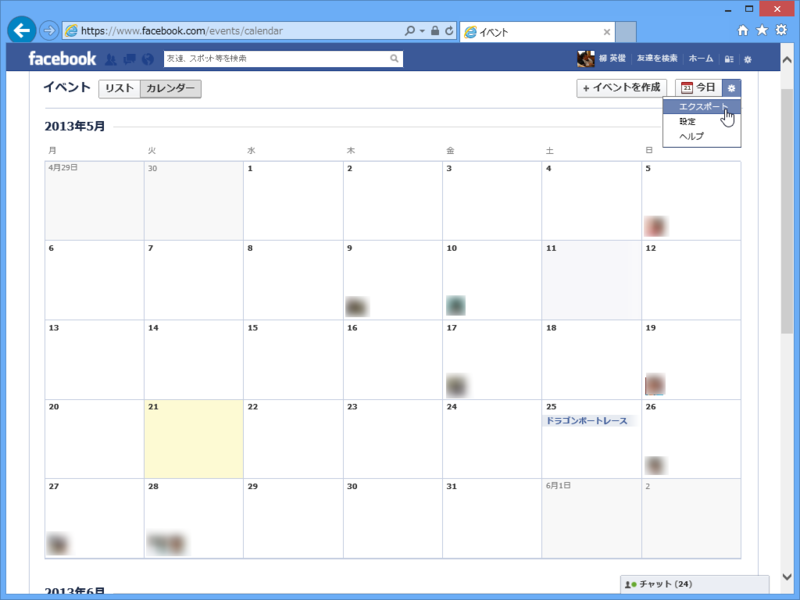 https://www.facebook.com/events/calendar
イベント
facebook
友達、スポット等を検索
柳 英俊 友達を検索 ホーム
イベント リスト カレンダー + イベントを作成 21 今日
エクスポート
設定
ヘルプ
2013年5月
月 火 水 木 金 土 日
4月29日 30 1 2 3 4 5
6 7 8 9 10 11 12
13 14 15 16 17 18 19
20 21 22 23 24 25 26
ドラゴンボートレース
27 28 29 30 31 6月1日 2
2013年6月
チャット (24)